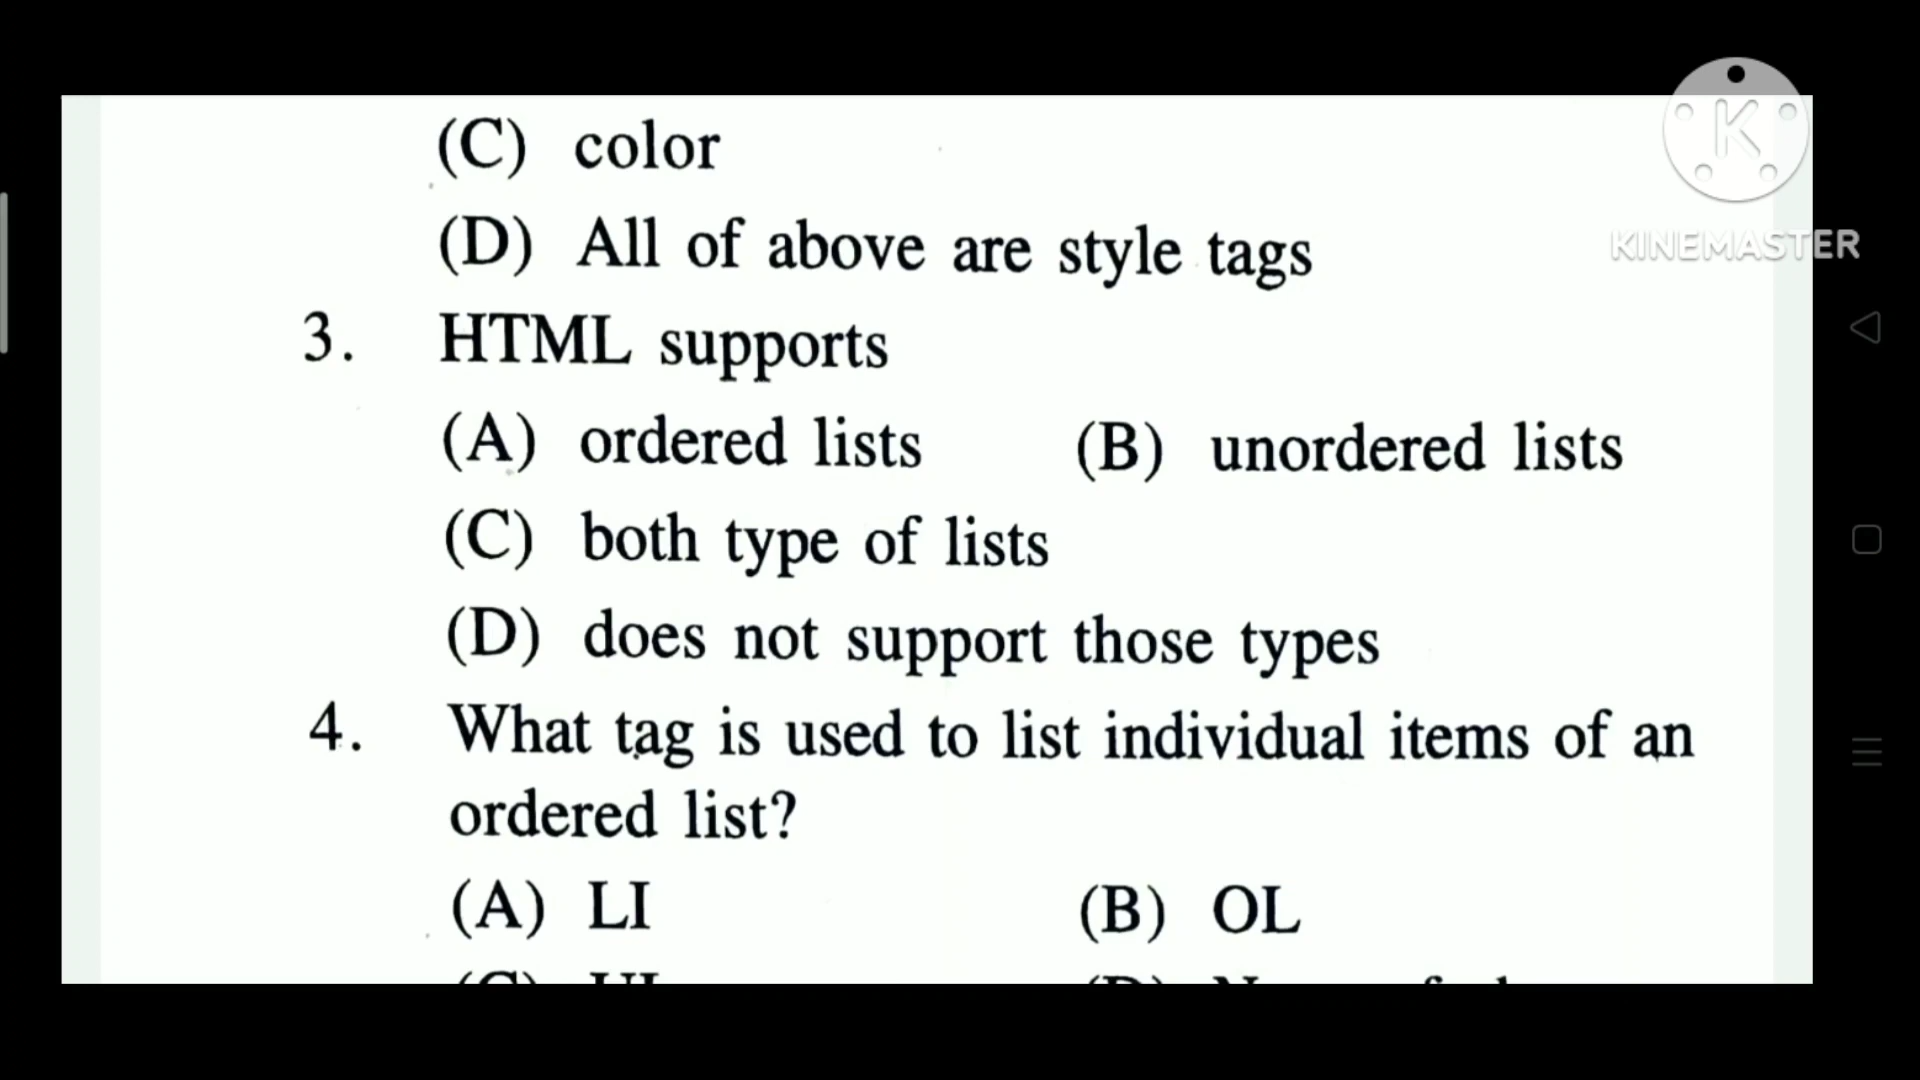 (C) color
(D) All of above are style tags
3. HTML supports
(A) ordered lists (B) unordered lists
(C) both type of lists
(D) does not support those types
4. What tag is used to list individual items of an
ordered list?
(A) LI (B) OL
K
KINEMASTER